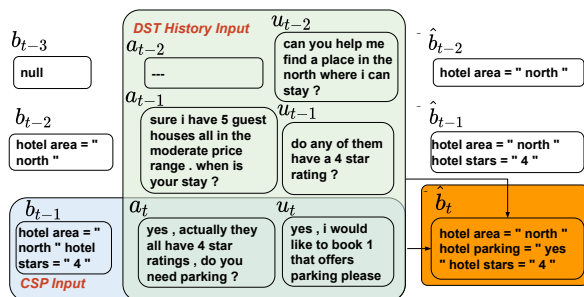 DST History Input
b_{t-3}
null
a_{t-2}
---
u_{t-2}
can you help me
find a place in the
north where i can
stay ?
\hat{b}_{t-2}
hotel area = " north"
b_{t-2}
hotel area = "
north "
a_{t-1}
sure i have 5 guest
houses all in the
moderate price
range . when is
your stay ?
u_{t-1}
do any of them
have a 4 star
rating ?
\hat{b}_{t-1}
hotel area = " north"
hotel stars = " 4 "
b_{t-1}
hotel area = "
north " hotel
stars = " 4 "
CSP Input
a_t
yes , actually they
all have 4 star
ratings , do you
need parking ?
u_t
yes , i would
like to book 1
that offers
parking please
\hat{b}_t
hotel area = " north"
hotel parking = " yes
" hotel stars = " 4 "